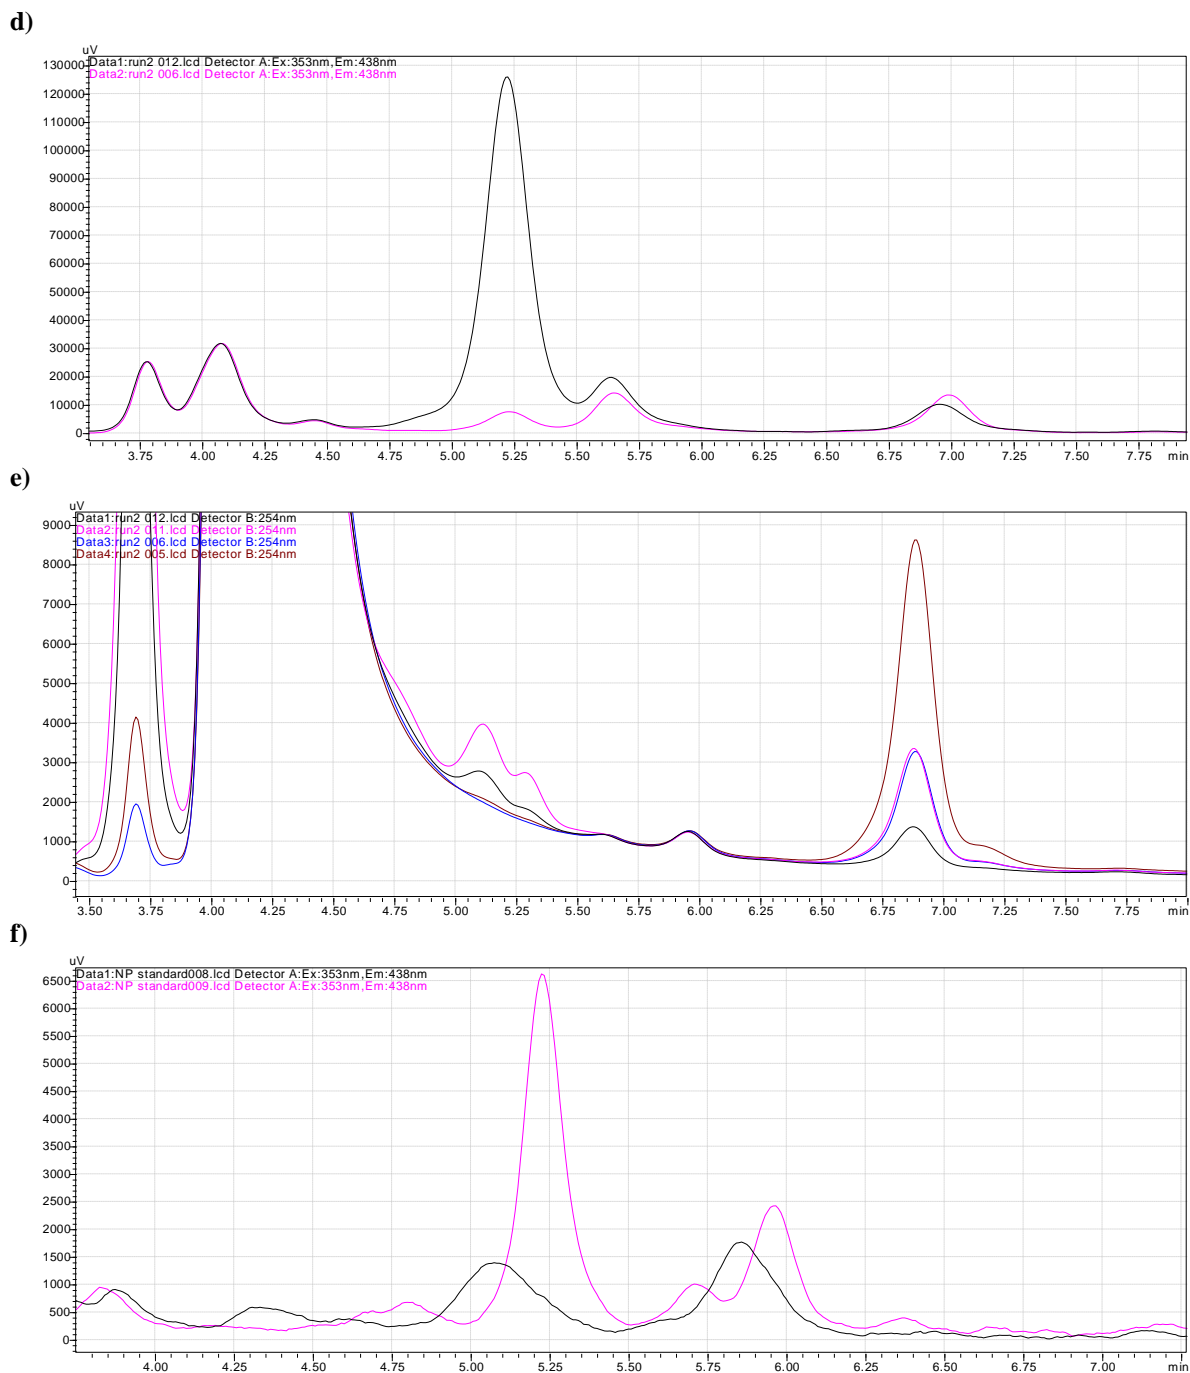 d)
uV
Data1:run2 012.lcd Detector A:Ex:353nm,Em:438nm
Data2:run2 006.lcd Detector A:Ex:353nm,Em:438nm
130000
120000
110000
100000
90000
80000
70000
60000
50000
40000
30000
20000
10000
0
3.75 4.00 4.25 4.50 4.75 5.00 5.25 5.50 5.75 6.00 6.25 6.50 6.75 7.00 7.25 7.50 7.75 min
e)
uV
Data1:run2 012.lcd Detector B:254nm
Data2:run2 011.lcd Detector B:254nm
Data3:run2 006.lcd Detector B:254nm
Data4:run2 005.lcd Detector B:254nm
9000
8000
7000
6000
5000
4000
3000
2000
1000
0
3.50 3.75 4.00 4.25 4.50 4.75 5.00 5.25 5.50 5.75 6.00 6.25 6.50 6.75 7.00 7.25 7.50 7.75 min
f)
uV
Data1:NP standard008.lcd Detector A:Ex:353nm,Em:438nm
Data2:NP standard009.lcd Detector A:Ex:353nm,Em:438nm
6500
6000
5500
5000
4500
4000
3500
3000
2500
2000
1500
1000
500
0
4.00 4.25 4.50 4.75 5.00 5.25 5.50 5.75 6.00 6.25 6.50 6.75 7.00 min